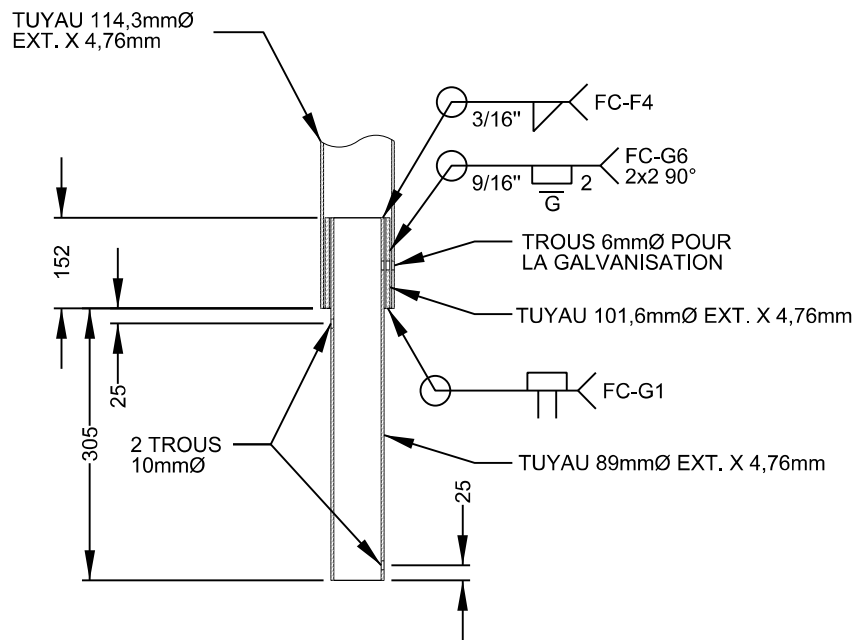 TUYAU 114,3mmØ
EXT. X 4,76mm
3/16"
FC-F4
9/16"
2
FC-G6
2x2 90°
G
TROUS 6mmØ POUR
LA GALVANISATION
152
TUYAU 101,6mmØ EXT. X 4,76mm
25
FC-G1
305
2 TROUS
10mmØ
TUYAU 89mmØ EXT. X 4,76mm
25